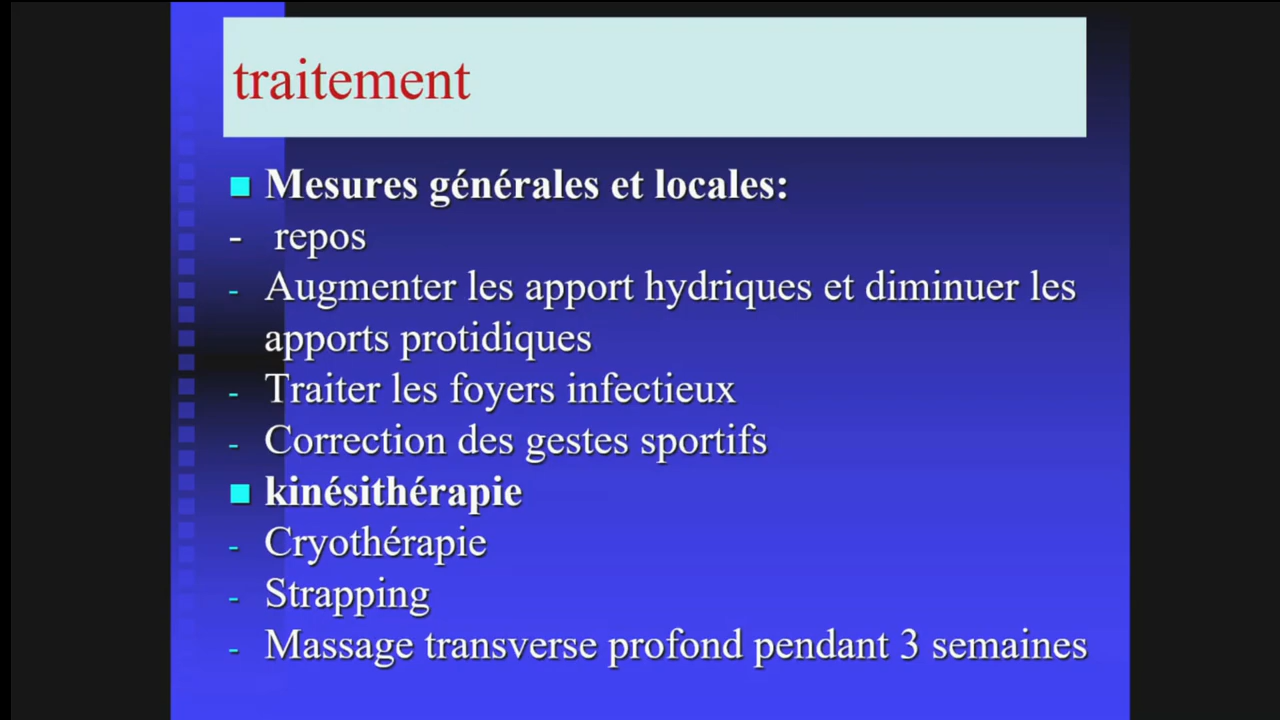 traitement
Mesures générales et locales:
- repos
- Augmenter les apport hydriques et diminuer les
apports protidiques
- Traiter les foyers infectieux
- Correction des gestes sportifs
kinésithérapie
- Cryothérapie
- Strapping
- Massage transverse profond pendant 3 semaines